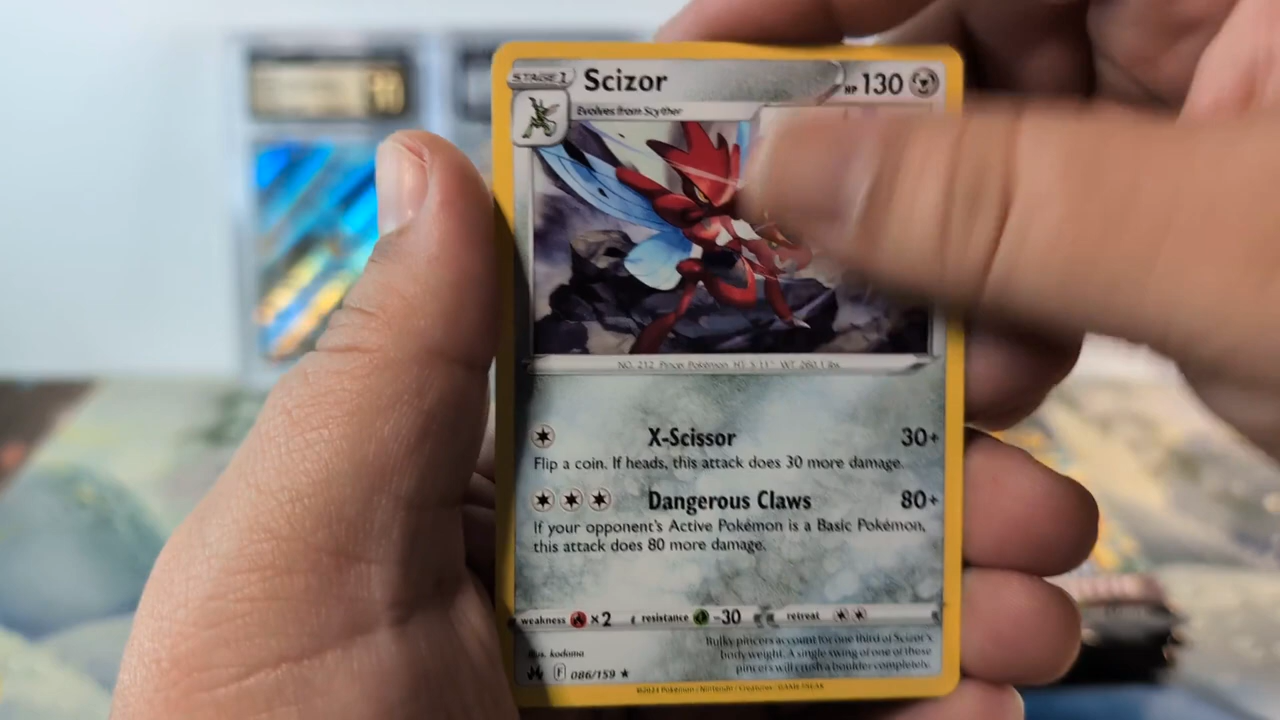 STAGE 1 Scizor HP 130
Evolves from Scyther
NO. 212 Pincer Pokémon HT: 5'11" WT: 260.1 lbs.
X-Scissor 30+
Flip a coin. If heads, this attack does 30 more damage.
Dangerous Claws 80+
If your opponent's Active Pokémon is a Basic Pokémon,
this attack does 80 more damage.
weakness ×2 resistance -30 retreat
Bulky pincers account for one third of Scizor's
body weight. A single swing of one of these
pincers will crush a boulder completely.
Illus. kodama
F 086/159 ★
©2023 Pokémon / Nintendo / Creatures / GAME FREAK